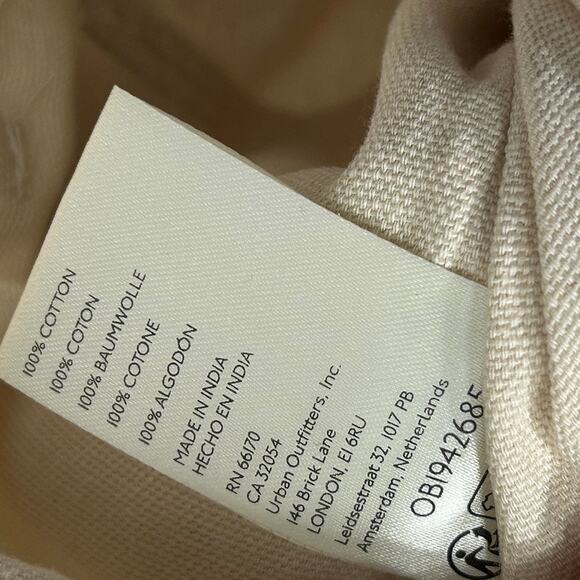 100% COTTON
100% COTON
100% BAUMWOLLE
100% COTONE
100% ALGODÓN
MADE IN INDIA
HECHO EN INDIA
RN 66170
CA 32054
Urban Outfitters, Inc.
146 Brick Lane
LONDON, E1 6RU
Leidsestraat 32, 1017 PB
Amsterdam, Netherlands
OB1942685